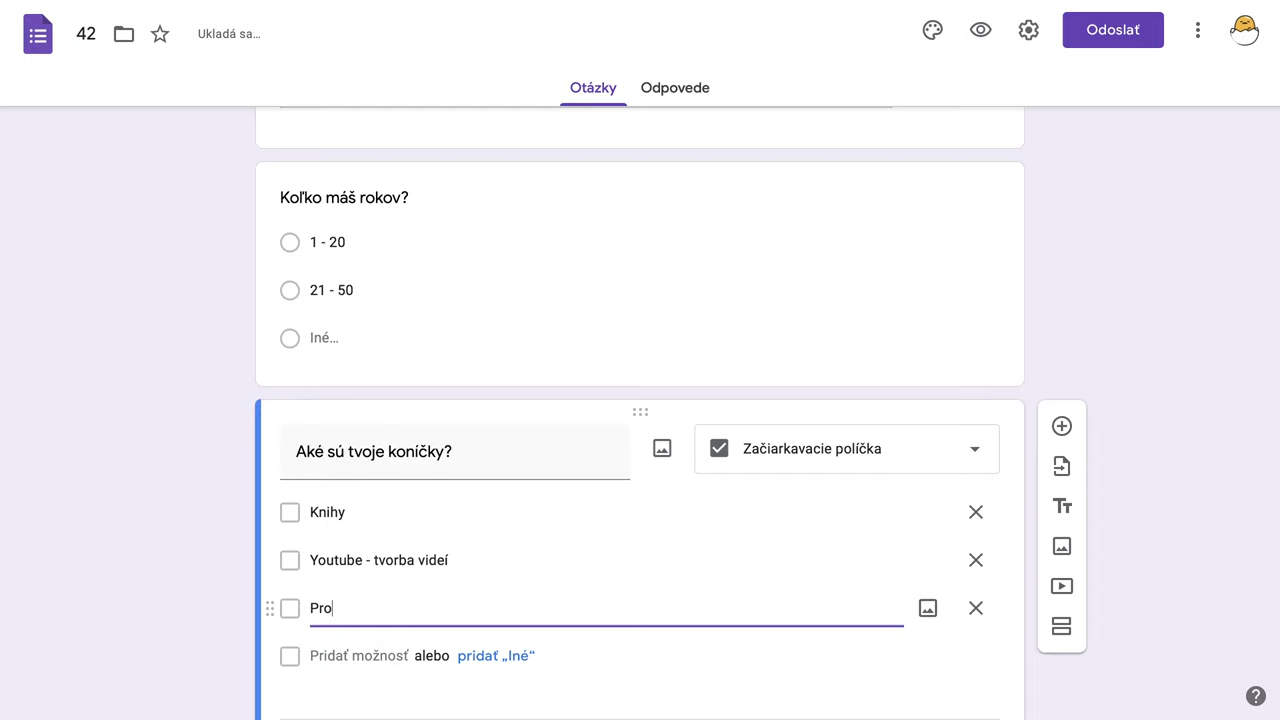 42
Ukladá sa...
Odoslať
Otázky
Odpovede
Koľko máš rokov?
1 - 20
21 - 50
Iné...
Aké sú tvoje koníčky?
Začiarkavacie políčka
Knihy
Youtube - tvorba videí
Pro
Pridať možnosť alebo pridať „Iné“
Tт